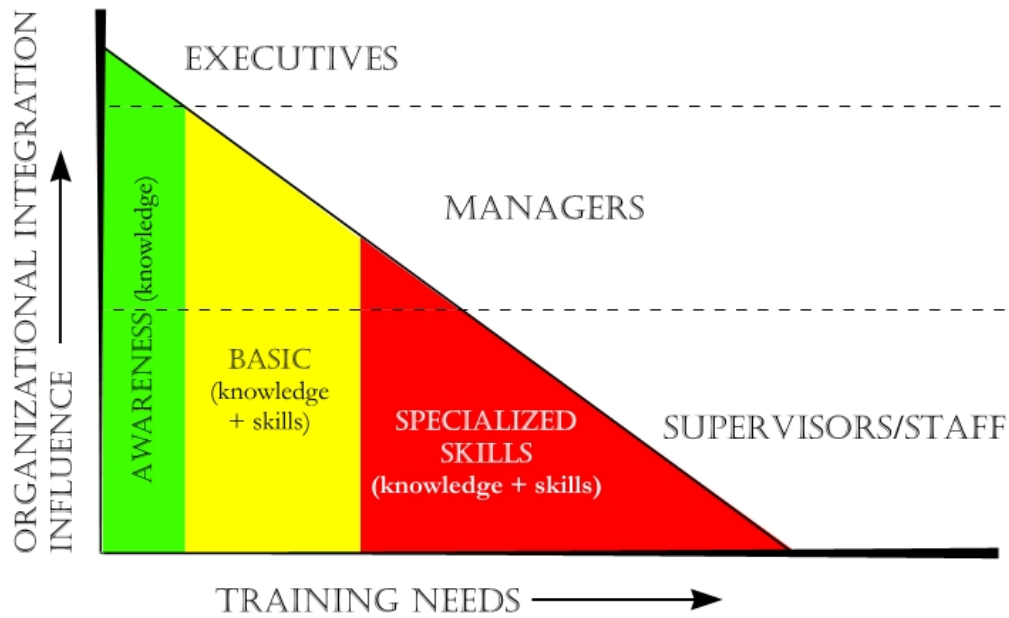 ORGANIZATIONAL INTEGRATION
INFLUENCE
EXECUTIVES
MANAGERS
SUPERVISORS/STAFF
AWARENESS (knowledge)
BASIC
(knowledge
+ skills)
SPECIALIZED
SKILLS
(knowledge + skills)
TRAINING NEEDS